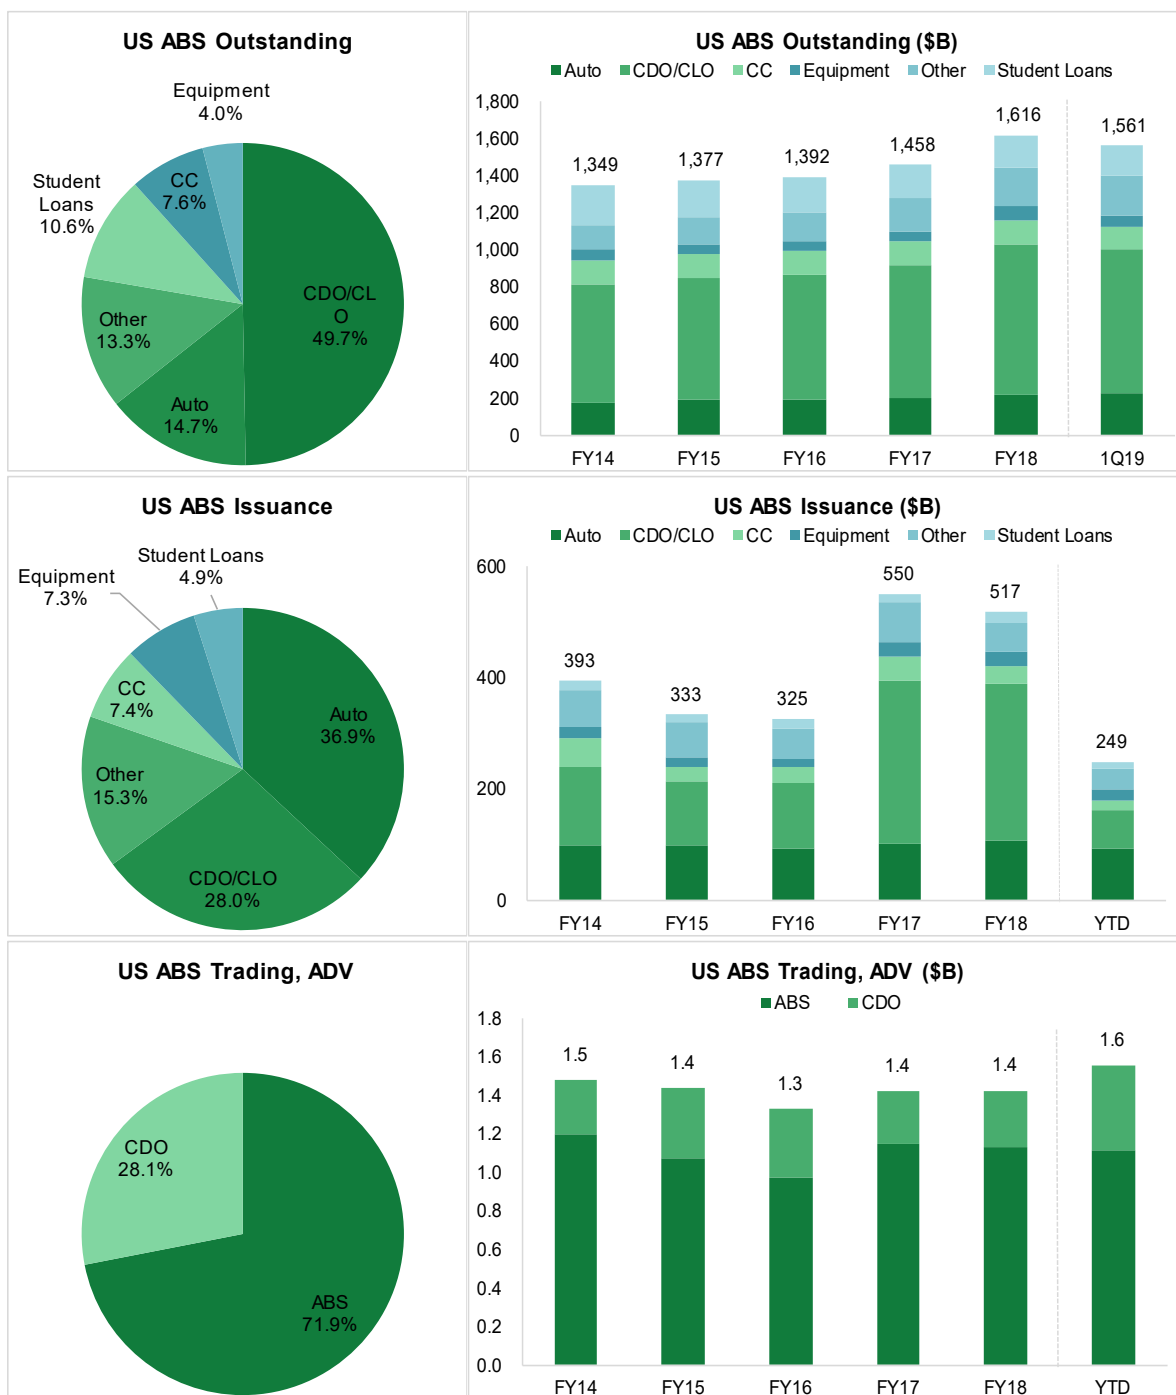 US ABS Outstanding
Equipment
4.0%
CC
7.6%
Student
Loans
10.6%
Other
13.3%
Auto
14.7%
CDO/CL
O
49.7%
US ABS Outstanding ($B)
Auto CDO/CLO CC Equipment Other Student Loans
1,800
1,600
1,400
1,200
1,000
800
600
400
200
0
1,349
1,377
1,392
1,458
1,616
1,561
FY14 FY15 FY16 FY17 FY18 1Q19
US ABS Issuance
Student Loans
4.9%
Equipment
7.3%
CC
7.4%
Other
15.3%
CDO/CLO
28.0%
Auto
36.9%
US ABS Issuance ($B)
Auto CDO/CLO CC Equipment Other Student Loans
600
400
200
0
393
333
325
550
517
249
FY14 FY15 FY16 FY17 FY18 YTD
US ABS Trading, ADV
CDO
28.1%
ABS
71.9%
US ABS Trading, ADV ($B)
ABS CDO
1.8
1.6
1.4
1.2
1.0
0.8
0.6
0.4
0.2
0.0
1.5
1.4
1.3
1.4
1.4
1.6
FY14 FY15 FY16 FY17 FY18 YTD